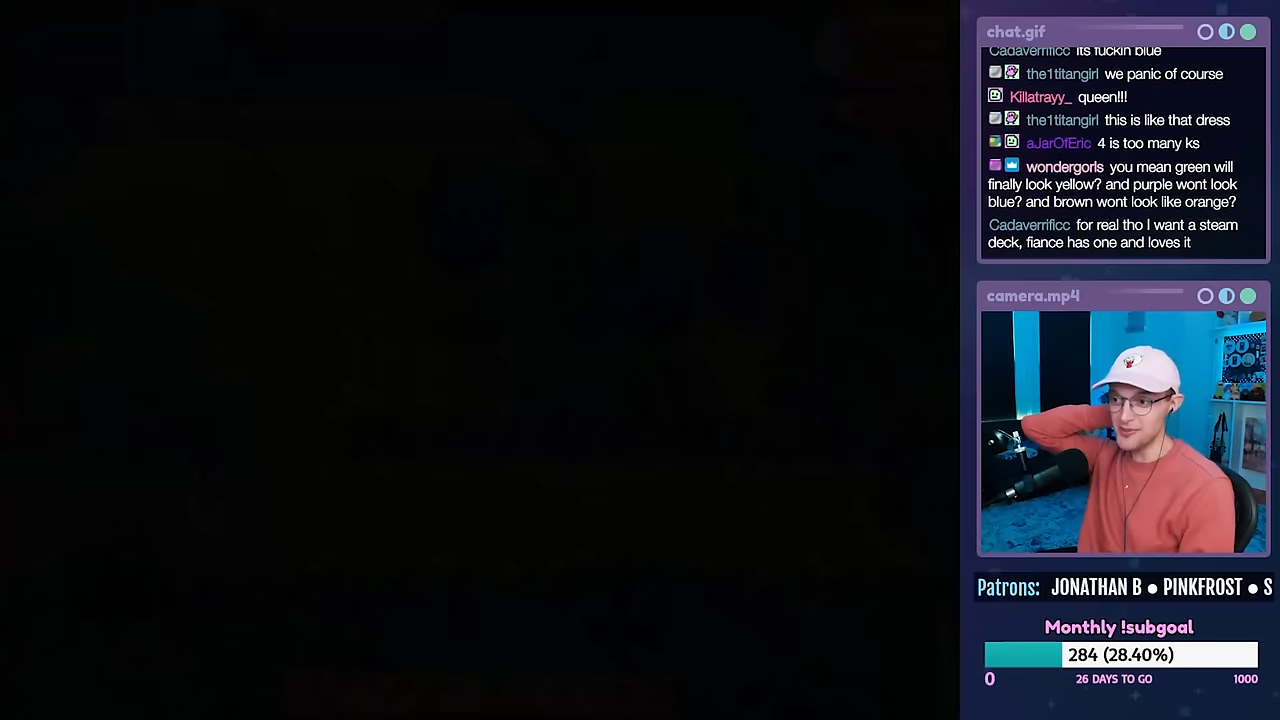 chat.gif
Cadaverrificc its fuckin blue
the1titangirl we panic of course
Killatrayy_ queen!!!
the1titangirl this is like that dress
aJarOfEric 4 is too many ks
wondergorls you mean green will
finally look yellow? and purple wont look
blue? and brown wont look like orange?
Cadaverrificc for real tho I want a steam
deck, fiance has one and loves it
camera.mp4
Patrons: JONATHAN B ● PINKFROST ● S
Monthly !subgoal
284 (28.40%)
0 26 DAYS TO GO 1000